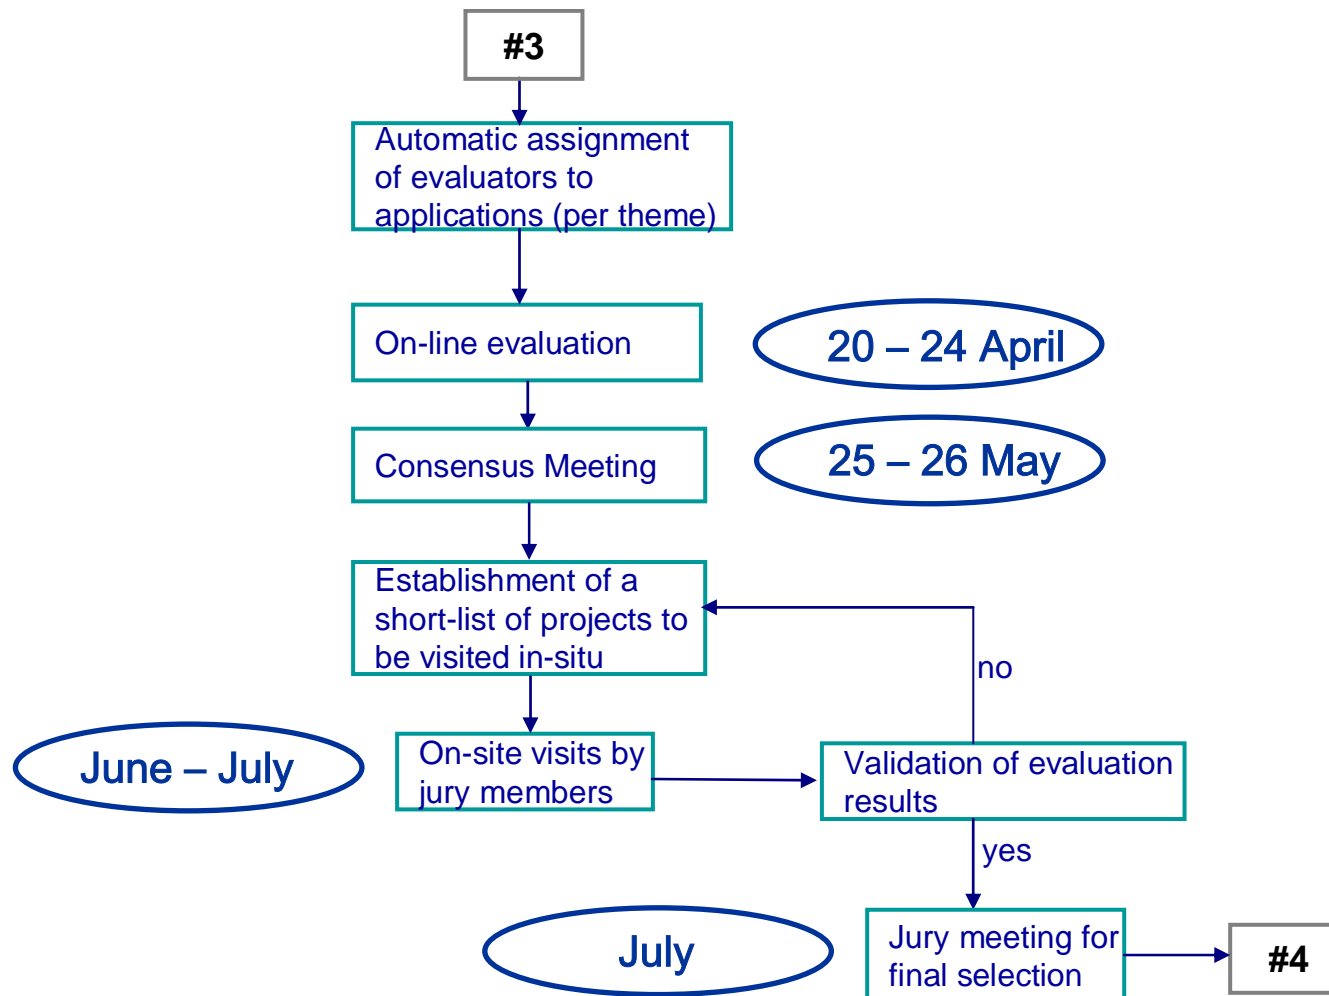 #3
Automatic assignment
of evaluators to
applications (per theme)
On-line evaluation
20 – 24 April
Consensus Meeting
25 – 26 May
Establishment of a
short-list of projects to
be visited in-situ
no
June – July
On-site visits by
jury members
Validation of evaluation
results
yes
July
Jury meeting for
final selection
#4